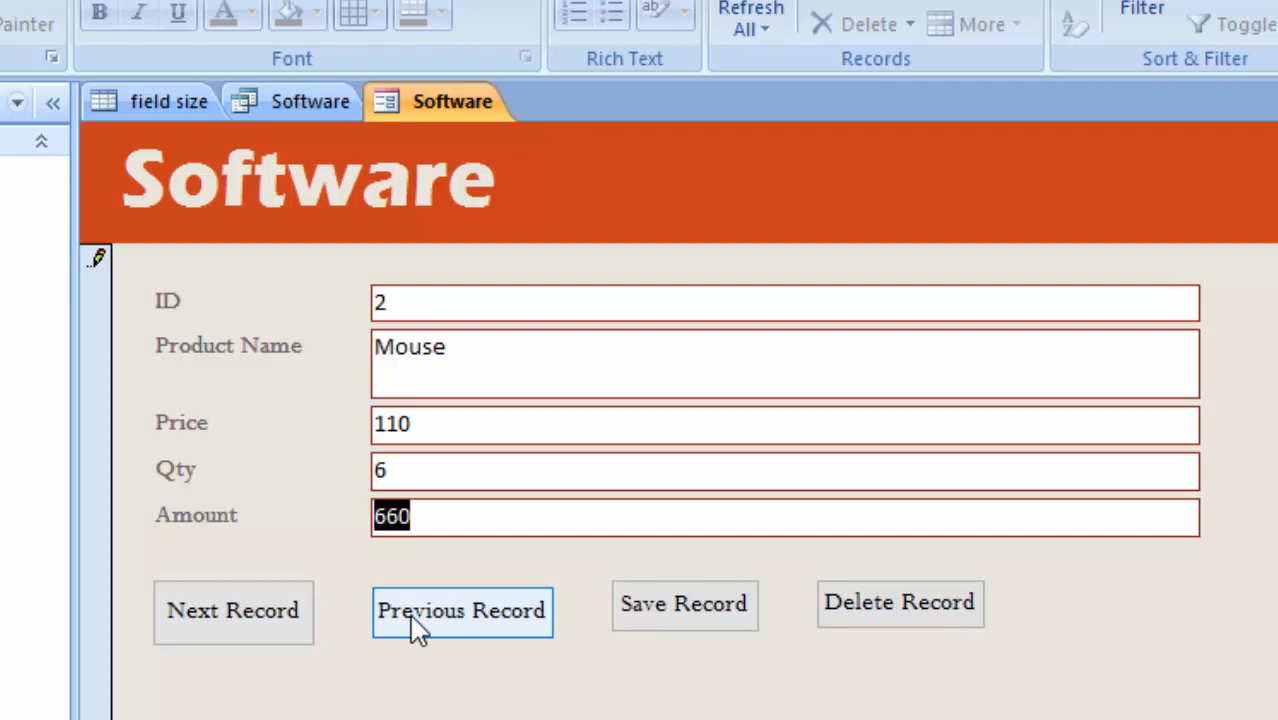 Painter
B I U A
Font
Rich Text
Refresh
All
Delete
More
Records
Filter
Toggle
Sort & Filter
field size
Software
Software
Software
ID
2
Product Name
Mouse
Price
110
Qty
6
Amount
660
Next Record
Previous Record
Save Record
Delete Record